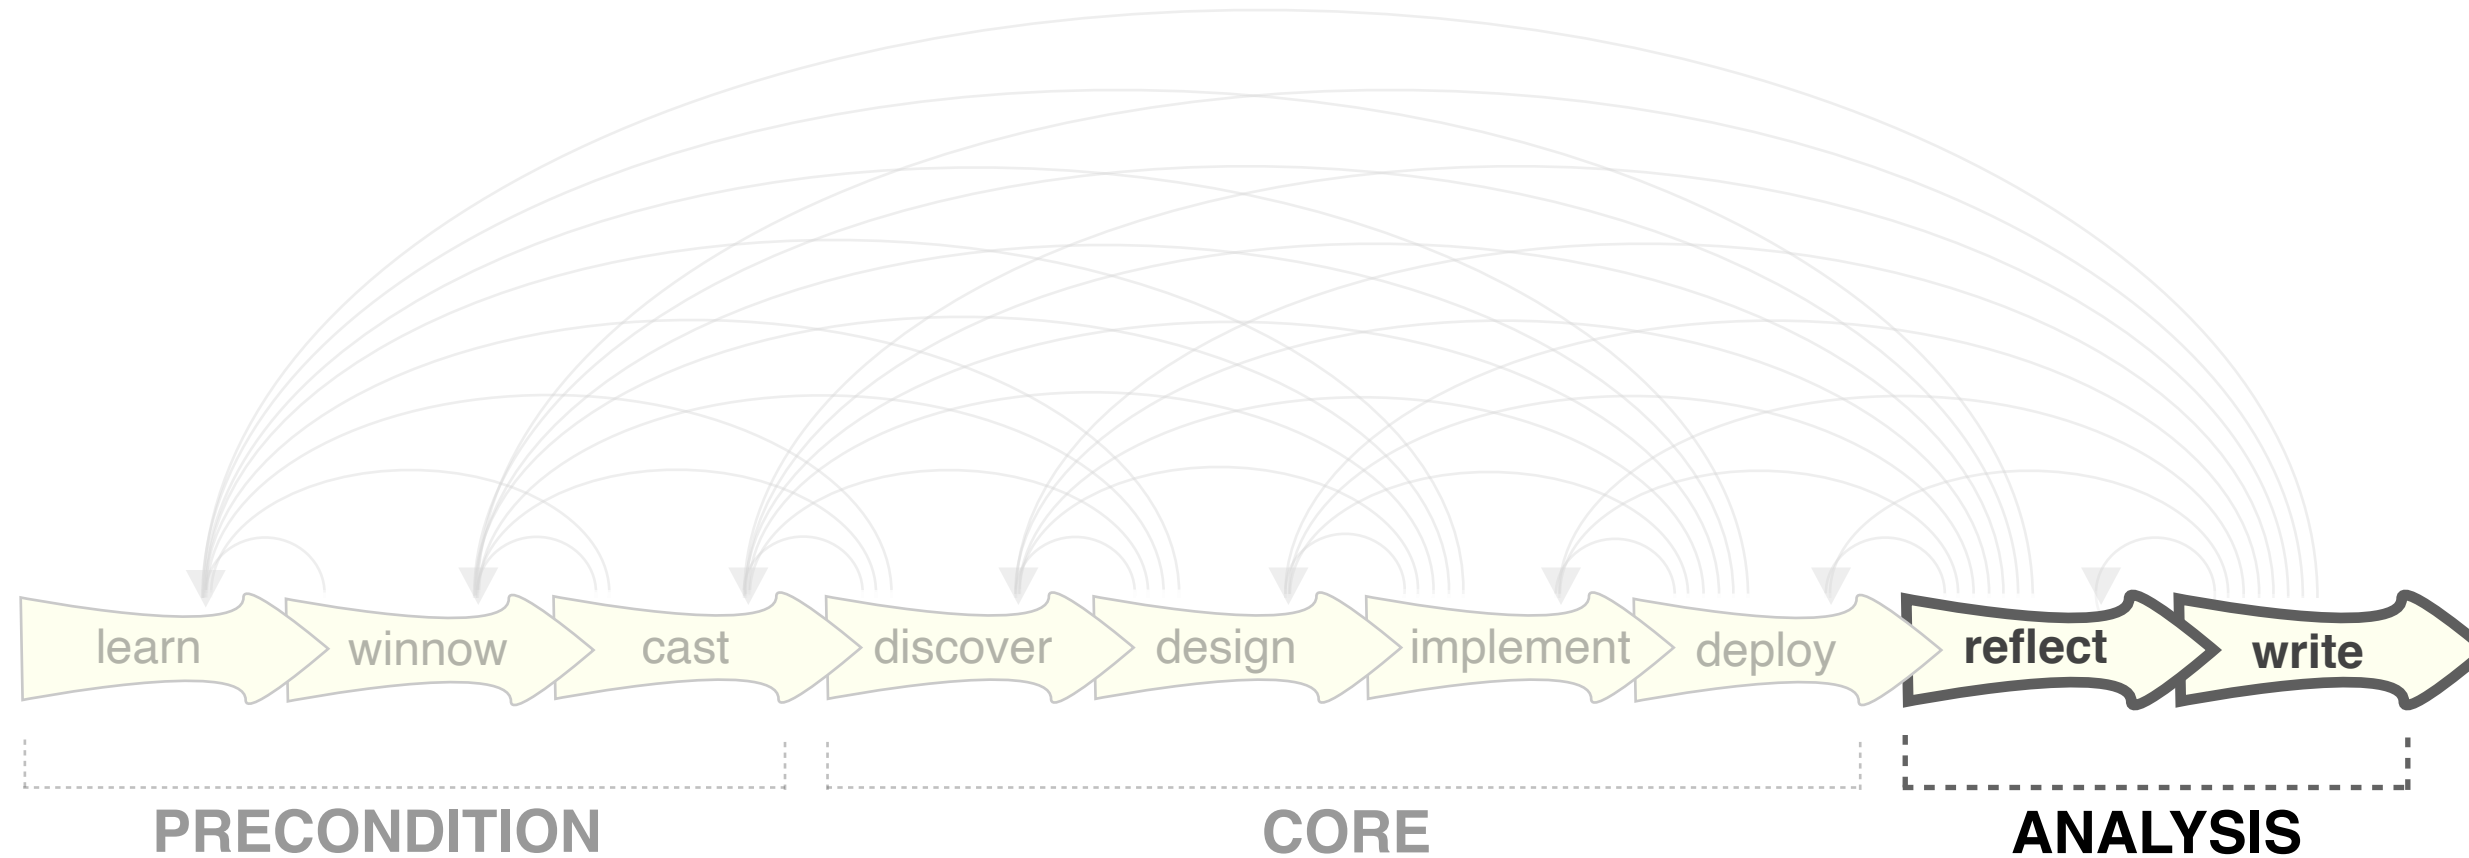 learn winnow cast discover design implement deploy reflect write
PRECONDITION CORE ANALYSIS